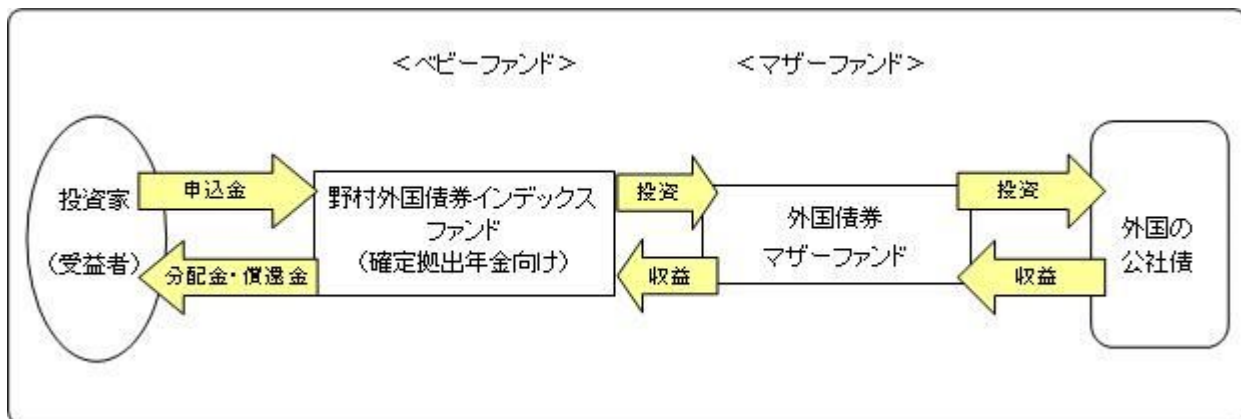 ＜ベビーファンド＞
＜マザーファンド＞
投資家
（受益者）
申込金
分配金・償還金
野村外国債券インデックス
ファンド
（確定拠出年金向け）
投資
収益
外国債券
マザーファンド
投資
収益
外国の
公社債